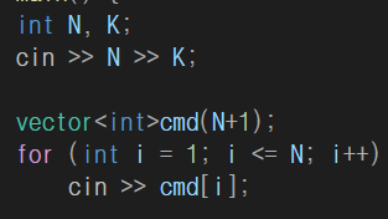 int N, K;
cin >> N >> K;
vector<int>cmd(N+1);
for (int i = 1; i <= N; i++)
cin >> cmd[i];